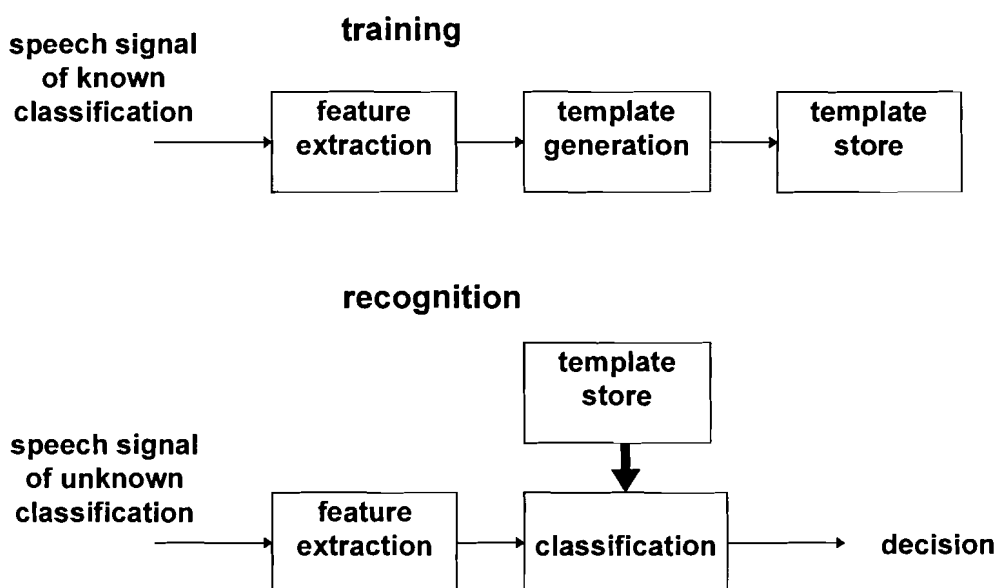 training
speech signal
of known
classification
feature
extraction
template
generation
template
store
recognition
template
store
speech signal
of unknown
classification
feature
extraction
classification
decision